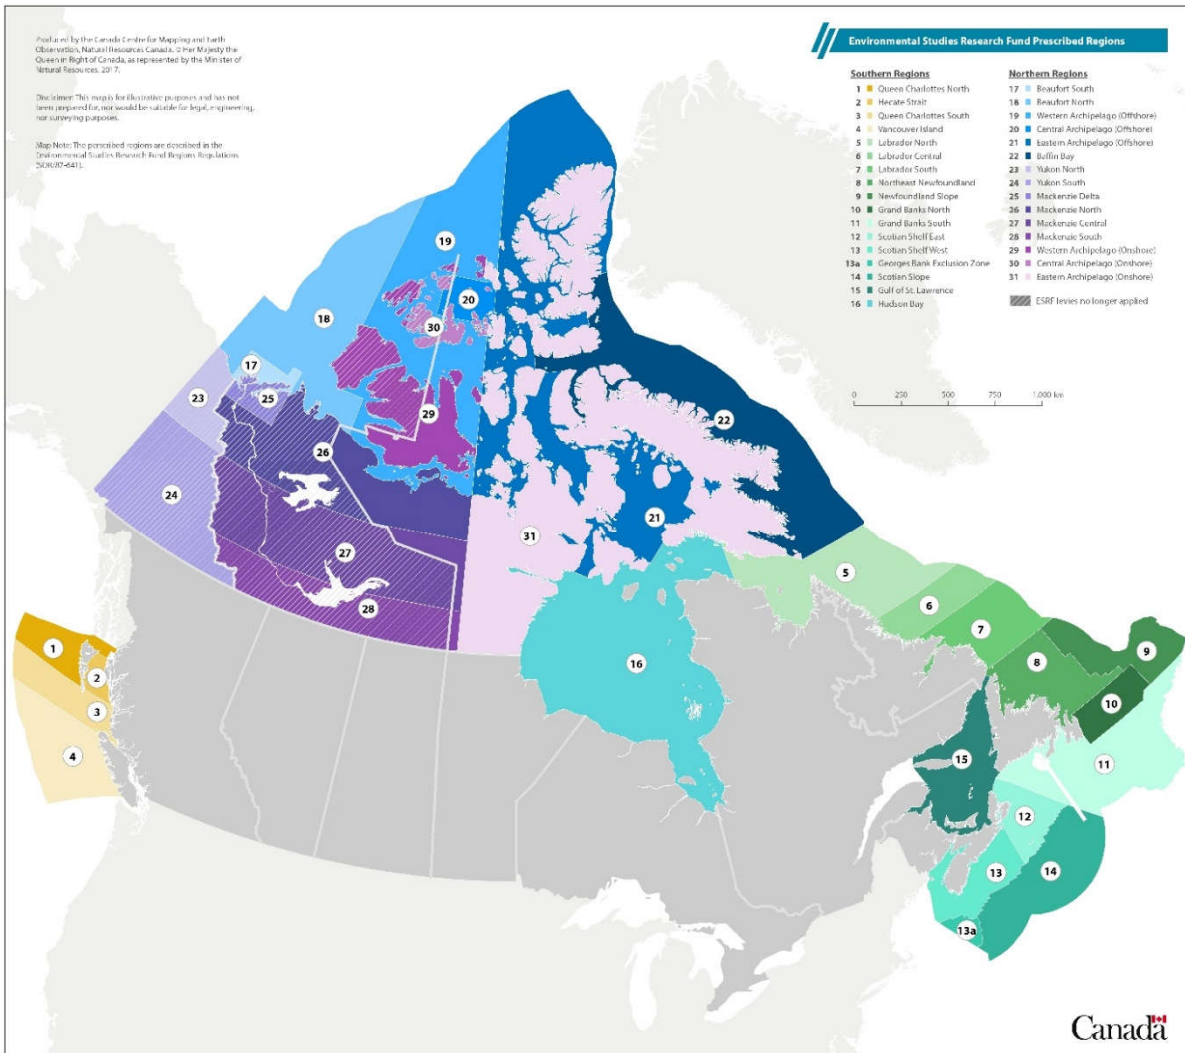 Produced by the Canada Centre for Mapping and Earth
Observation, Natural Resources Canada. © Her Majesty the
Queen in Right of Canada, as represented by the Minister of
Natural Resources, 2017.
Disclaimer: This map is for illustrative purposes and has not
been prepared for, nor would be suitable for legal, engineering,
nor surveying purposes.
Map Note: The perscribed regions are described in the
Environmental Studies Research Fund Regions Regulations
(SOR/87-641).
Environmental Studies Research Fund Prescribed Regions
Southern Regions
1 Queen Charlottes North
2 Hecate Strait
3 Queen Charlottes South
4 Vancouver Island
5 Labrador North
6 Labrador Central
7 Labrador South
8 Northeast Newfoundland
9 Newfoundland Slope
10 Grand Banks North
11 Grand Banks South
12 Scotian Shelf East
13 Scotian Shelf West
13a Georges Bank Exclusion Zone
14 Scotian Slope
15 Gulf of St. Lawrence
16 Hudson Bay
Northern Regions
17 Beaufort South
18 Beaufort North
19 Western Archipelago (Offshore)
20 Central Archipelago (Offshore)
21 Eastern Archipelago (Offshore)
22 Baffin Bay
23 Yukon North
24 Yukon South
25 Mackenzie Delta
26 Mackenzie North
27 Mackenzie Central
28 Mackenzie South
29 Western Archipelago (Onshore)
30 Central Archipelago (Onshore)
31 Eastern Archipelago (Onshore)
ESRF levies no longer applied
0 250 500 750 1,000 km
19
20
18
30
17
23
25
29
22
26
24
21
31
27
5
28
6
7
1
9
16
8
2
10
3
4
15
11
12
13
14
13a
Canada